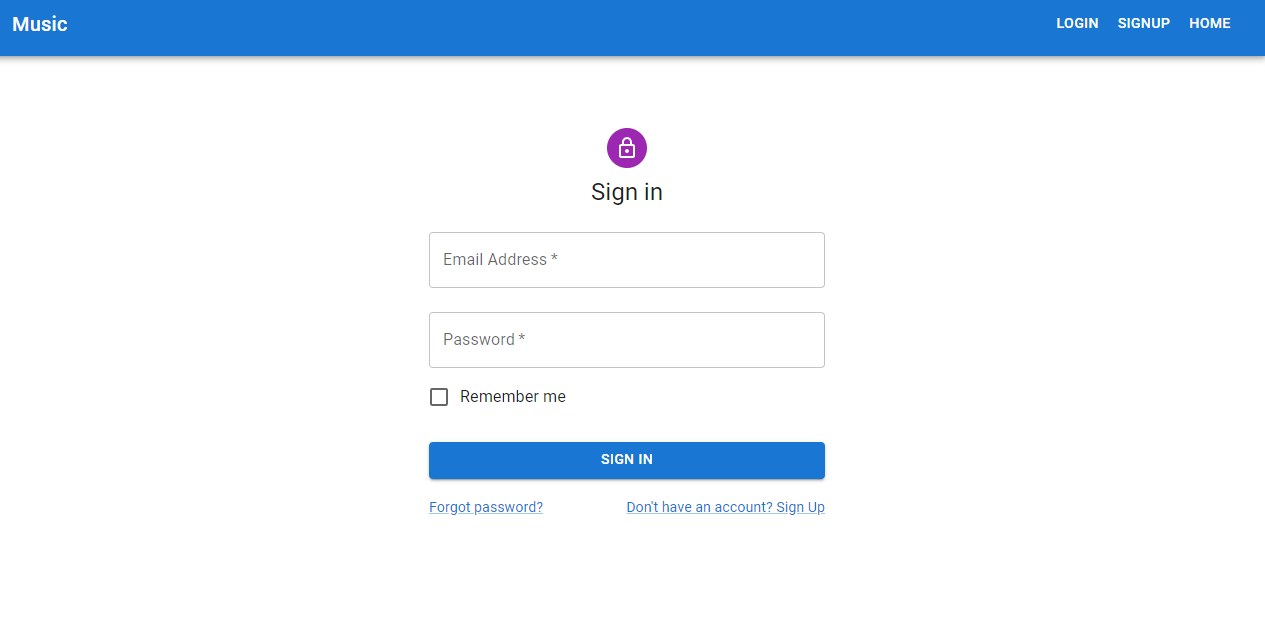 Music
LOGIN SIGNUP HOME
Sign in
Email Address *
Password *
Remember me
SIGN IN
Forgot password? Don't have an account? Sign Up